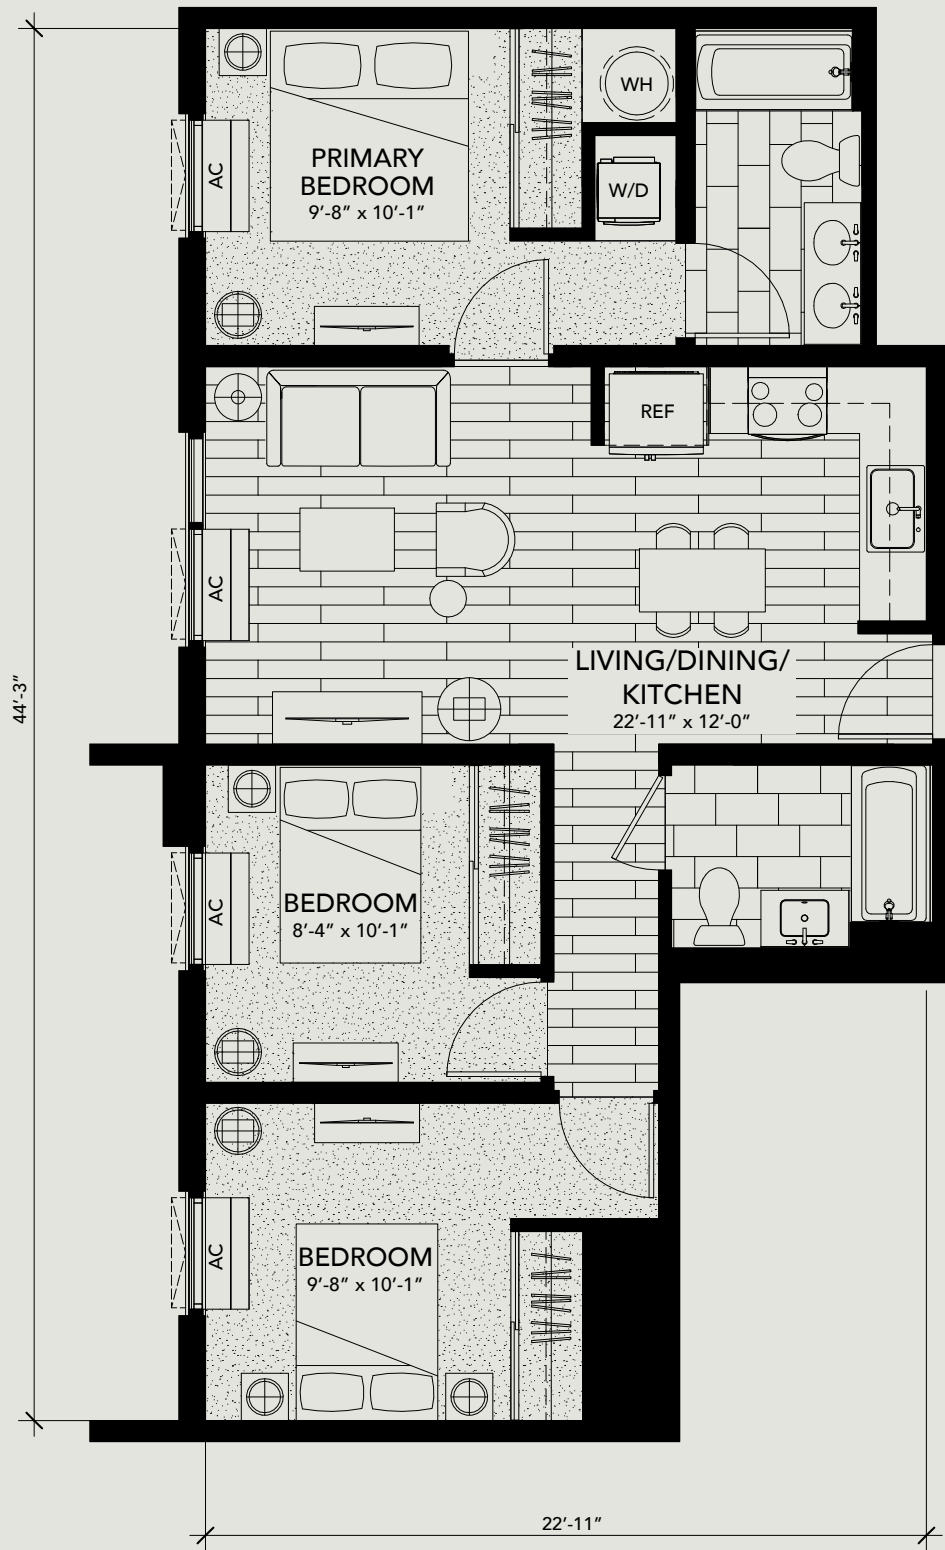 WH
AC
PRIMARY
BEDROOM
9’-8” x 10’-1”
W/D
REF
AC
LIVING/DINING/
KITCHEN
22’-11” x 12’-0”
44’-3”
AC
BEDROOM
8’-4” x 10’-1”
AC
BEDROOM
9’-8” x 10’-1”
22’-11”